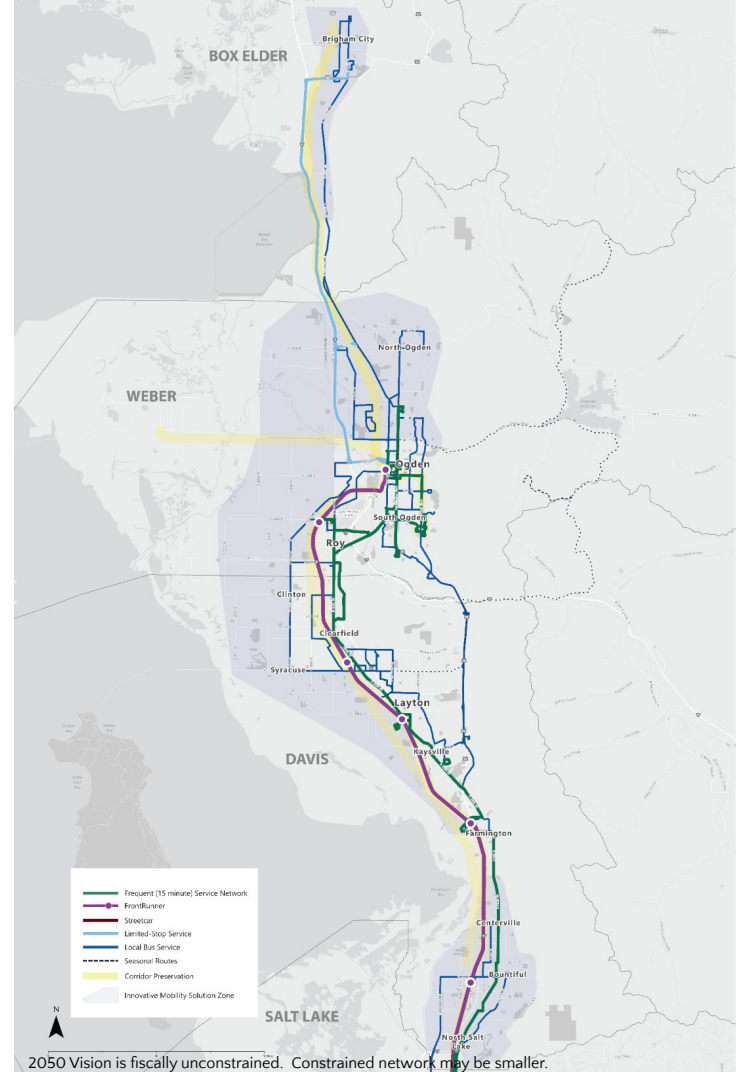 Brigham City
BOX ELDER
North Ogden
WEBER
Ogden
South Ogden
Roy
Clinton
Clearfield
Syracuse
Layton
Kaysville
DAVIS
Farmington
Frequent (15 minute) Service Network
FrontRunner
Streetcar
Limited-Stop Service
Local Bus Service
Seasonal Routes
Corridor Preservation
Innovative Mobility Solution Zone
Centerville
Bountiful
N
SALT LAKE
North Salt
Lake
2050 Vision is fiscally unconstrained. Constrained network may be smaller.